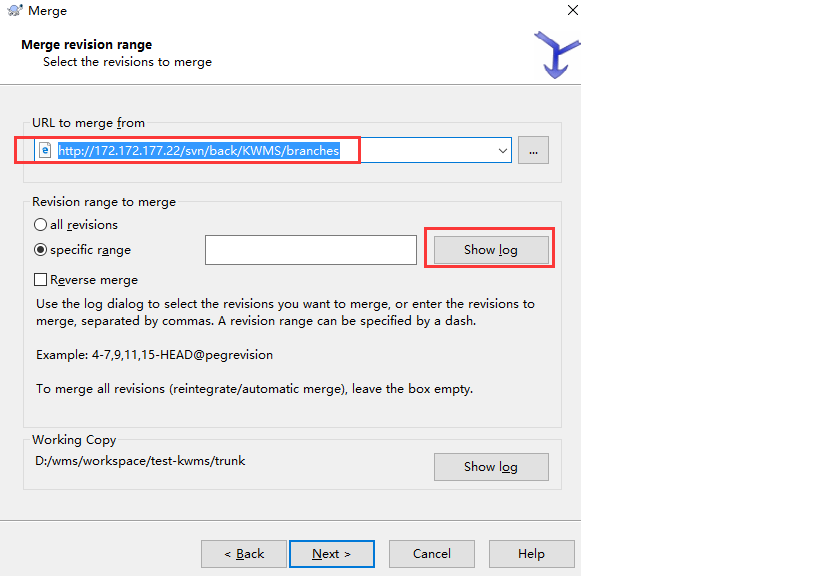 Merge
Merge revision range
Select the revisions to merge
URL to merge from
http://172.172.177.22/svn/back/KWMS/branches
...
Revision range to merge
all revisions
specific range
Show log
Reverse merge
Use the log dialog to select the revisions you want to merge, or enter the revisions to
merge, separated by commas. A revision range can be specified by a dash.
Example: 4-7,9,11,15-HEAD@pegrevision
To merge all revisions (reintegrate/automatic merge), leave the box empty.
Working Copy
D:/wms/workspace/test-kwms/trunk
Show log
< Back
Next >
Cancel
Help